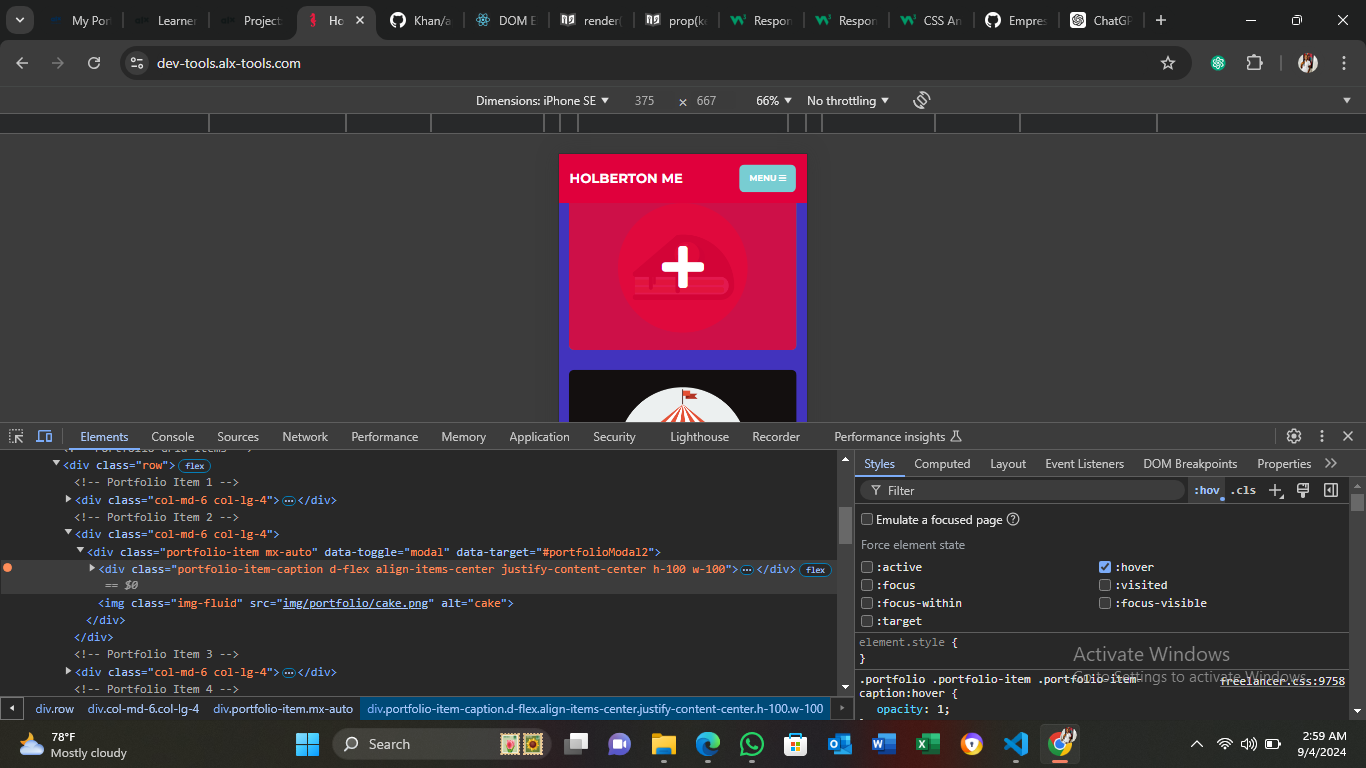 My Por
Learner
Project
Ho
Khan/a
DOM E
render(
prop(ke
Respon
Respon
CSS An
Empres
ChatGP
dev-tools.alx-tools.com
Dimensions: iPhone SE 375 × 667 66% No throttling
HOLBERTON ME
MENU
Elements Console Sources Network Performance Memory Application Security Lighthouse Recorder Performance insights
<div class="row"> flex
<!-- Portfolio Item 1 -->
<div class="col-md-6 col-lg-4"> … </div>
<!-- Portfolio Item 2 -->
<div class="col-md-6 col-lg-4">
<div class="portfolio-item mx-auto" data-toggle="modal" data-target="#portfolioModal2">
<div class="portfolio-item-caption d-flex align-items-center justify-content-center h-100 w-100"> … </div> flex
== $0
<img class="img-fluid" src="img/portfolio/cake.png" alt="cake">
</div>
</div>
<!-- Portfolio Item 3 -->
<div class="col-md-6 col-lg-4"> … </div>
<!-- Portfolio Item 4 -->
div.row div.col-md-6.col-lg-4 div.portfolio-item.mx-auto div.portfolio-item-caption.d-flex.align-items-center.justify-content-center.h-100.w-100
Styles Computed Layout Event Listeners DOM Breakpoints Properties
Filter :hov .cls
Emulate a focused page
Force element state
:active :hover
:focus :visited
:focus-within :focus-visible
:target
element.style {
}
.portfolio .portfolio-item .portfolio-item- freelancer.css:9758
caption:hover {
opacity: 1;
Activate Windows
Go to Settings to activate Windows.
78°F
Mostly cloudy
Search
2:59 AM
9/4/2024